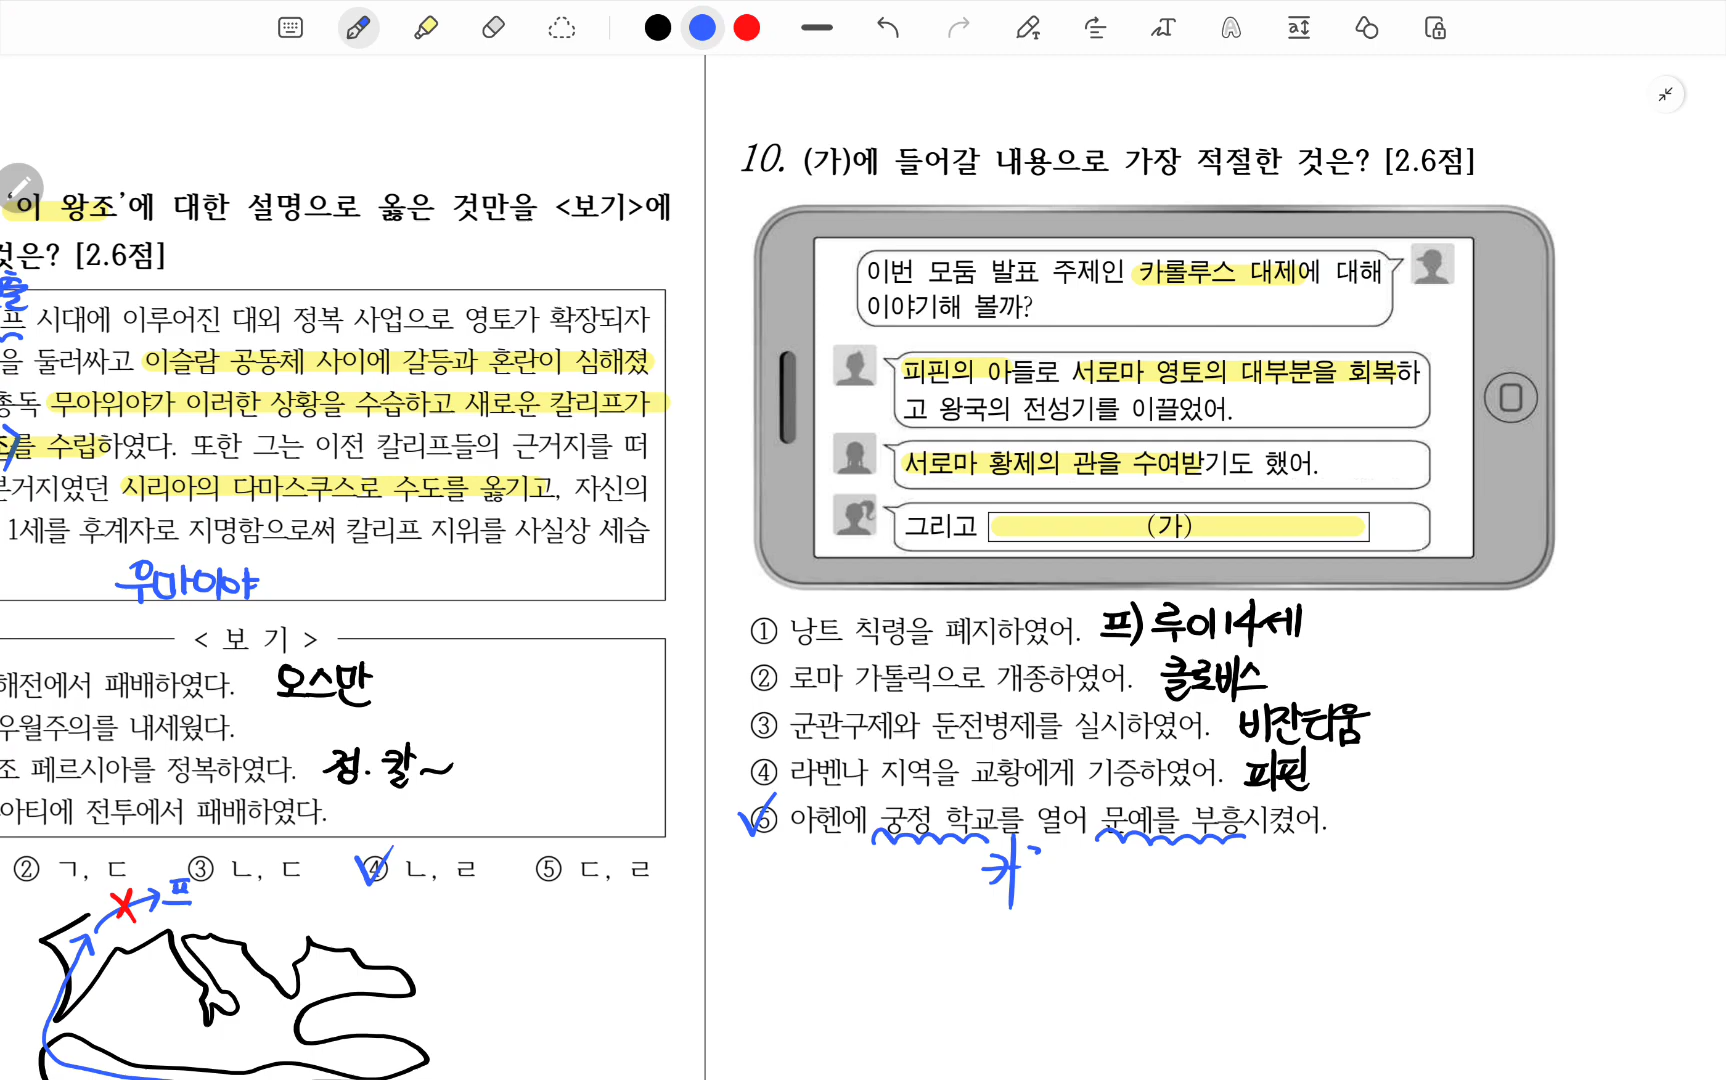 '이 왕조'에 대한 설명으로 옳은 것만을 <보기>에
것은? [2.6점]
흘
프 시대에 이루어진 대외 정복 사업으로 영토가 확장되자
을 둘러싸고 이슬람 공동체 사이에 갈등과 혼란이 심해졌
총독 무아위야가 이러한 상황을 수습하고 새로운 칼리프가
조를 수립하였다. 또한 그는 이전 칼리프들의 근거지를 떠
본거지였던 시리아의 다마스쿠스로 수도를 옮기고, 자신의
1세를 후계자로 지명함으로써 칼리프 지위를 사실상 세습
우마이야
< 보 기 >
해전에서 패배하였다. 오스만
우월주의를 내세웠다.
조 페르시아를 정복하였다. 정. 칼~
아티에 전투에서 패배하였다.
② ㄱ, ㄷ ③ ㄴ, ㄷ ④ ㄴ, ㄹ ⑤ ㄷ, ㄹ
프
10. (가)에 들어갈 내용으로 가장 적절한 것은? [2.6점]
이번 모둠 발표 주제인 카롤루스 대제에 대해
이야기해 볼까?
피핀의 아들로 서로마 영토의 대부분을 회복하
고 왕국의 전성기를 이끌었어.
서로마 황제의 관을 수여받기도 했어.
그리고 (가)
① 낭트 칙령을 폐지하였어. 프) 루이14세
② 로마 가톨릭으로 개종하였어. 클로비스
③ 군관구제와 둔전병제를 실시하였어. 비잔티움
④ 라벤나 지역을 교황에게 기증하였어. 피핀
⑤ 아헨에 궁정 학교를 열어 문예를 부흥시켰어.
카